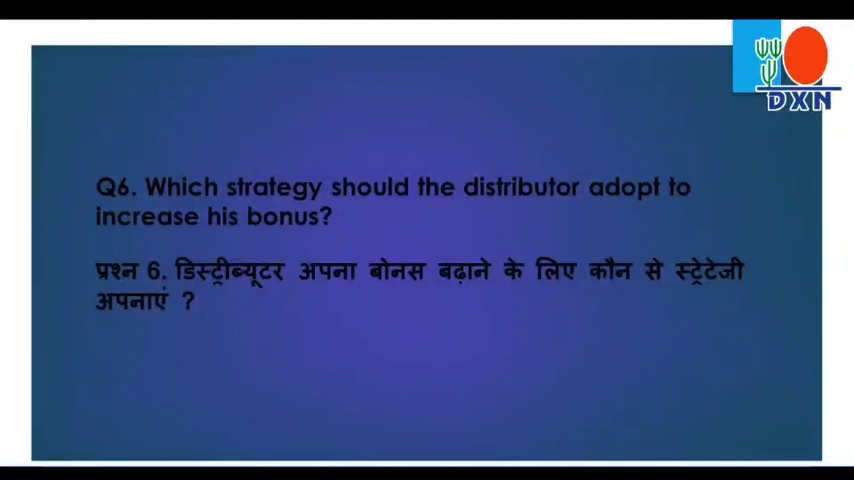 DXN
Q6. Which strategy should the distributor adopt to
increase his bonus?
प्रश्न 6. डिस्ट्रीब्यूटर अपना बोनस बढ़ाने के लिए कौन से स्ट्रेटेजी
अपनाएं ?